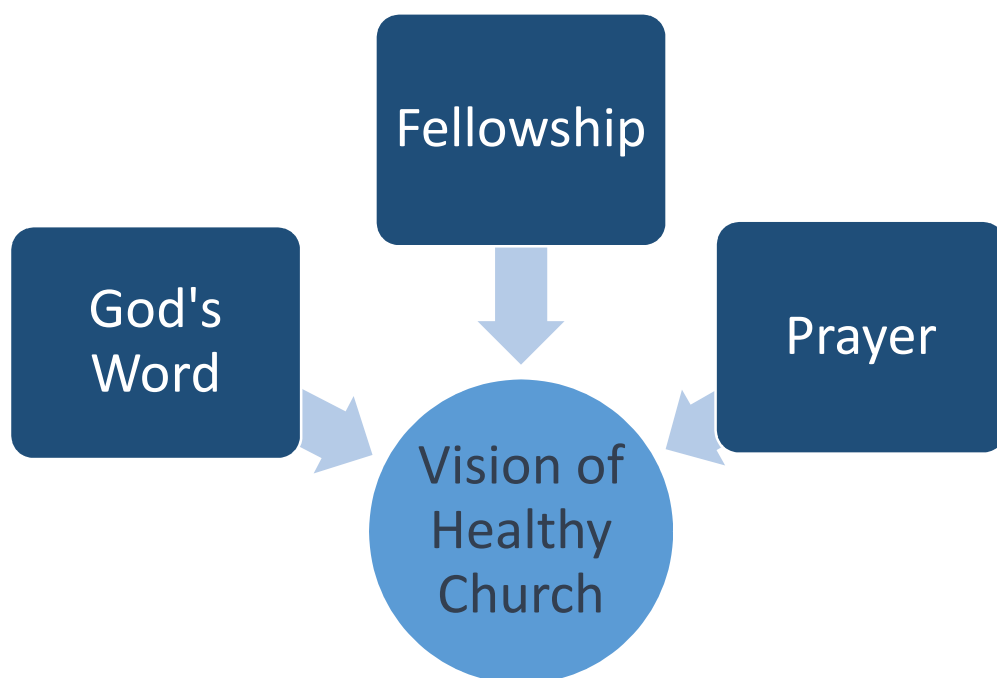 Fellowship
God's
Word
Prayer
Vision of
Healthy
Church